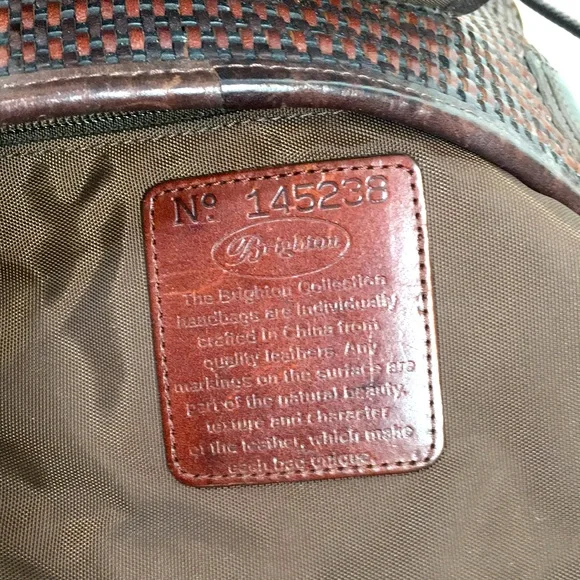 Nº 145238
Brighton
The Brighton Collection
handbags are individually
crafted in China from
quality leathers. Any
markings on the surface are
part of the natural beauty,
texture and character
of the leather, which make
each bag unique.